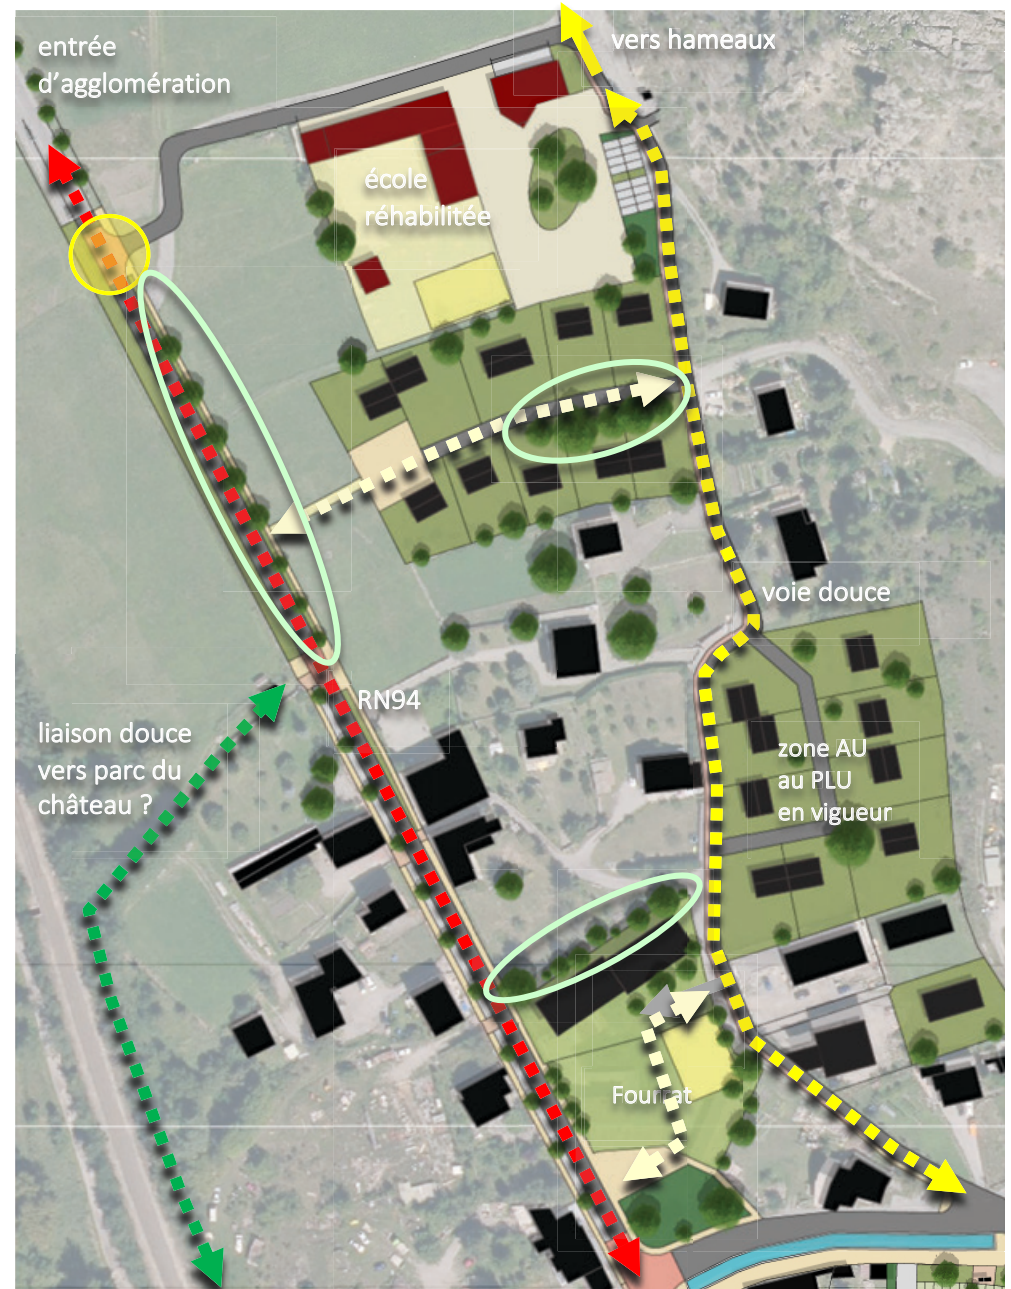 entrée
d'agglomération
vers hameaux
école
réhabilitée
voie douce
RN94
liaison douce
vers parc du
château ?
zone AU
au PLU
en vigueur
Fournat